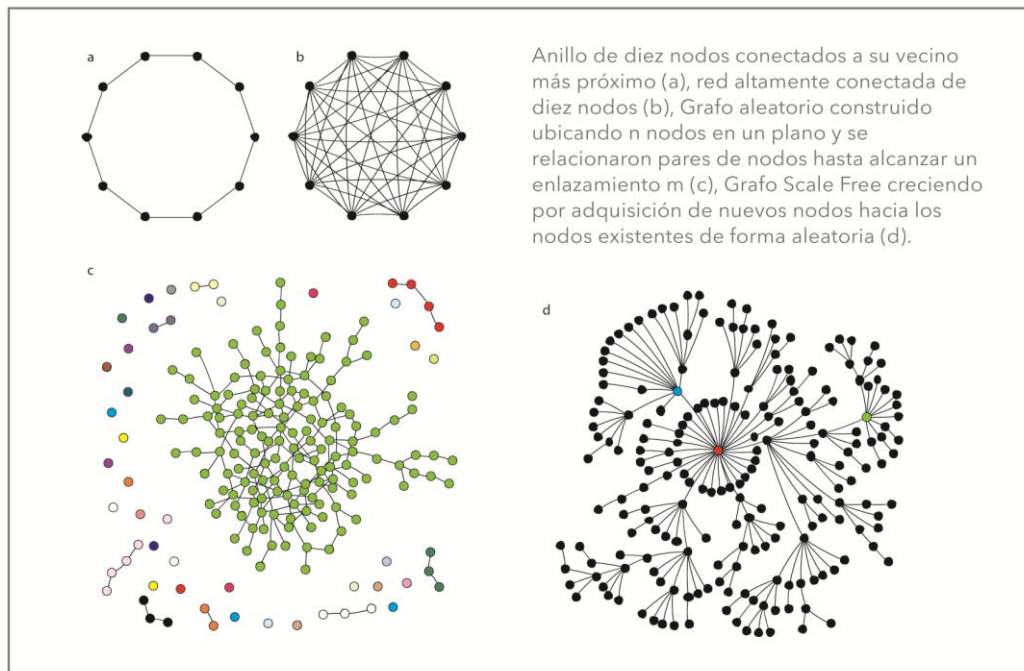 a
b
Anillo de diez nodos conectados a su vecino
más próximo (a), red altamente conectada de
diez nodos (b), Grafo aleatorio construido
ubicando n nodos en un plano y se
relacionaron pares de nodos hasta alcanzar un
enlazamiento m (c), Grafo Scale Free creciendo
por adquisición de nuevos nodos hacia los
nodos existentes de forma aleatoria (d).
c
d